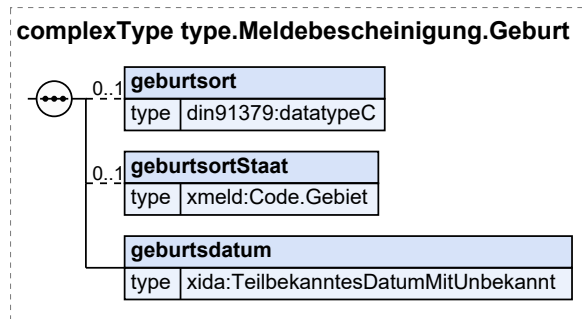 complexType type.Meldebescheinigung.Geburt
0..1
geburtsort
type din91379:datatypeC
0..1
geburtsortStaat
type xmeld:Code.Gebiet
geburtsdatum
type xida:TeilbekanntesDatumMitUnbekannt